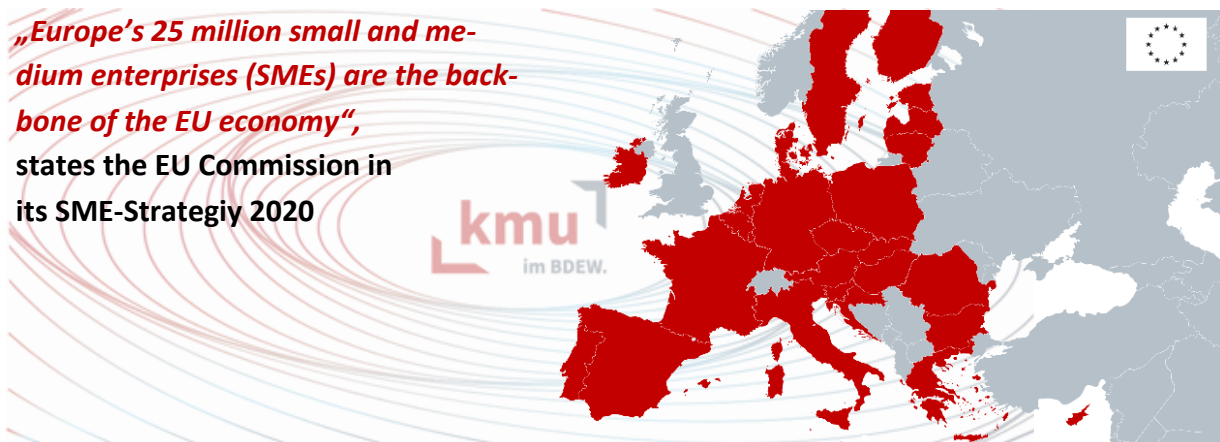 „Europe’s 25 million small and me-
dium enterprises (SMEs) are the back-
bone of the EU economy“,
states the EU Commission in
its SME-Strategiy 2020
kmu
im BDEW.